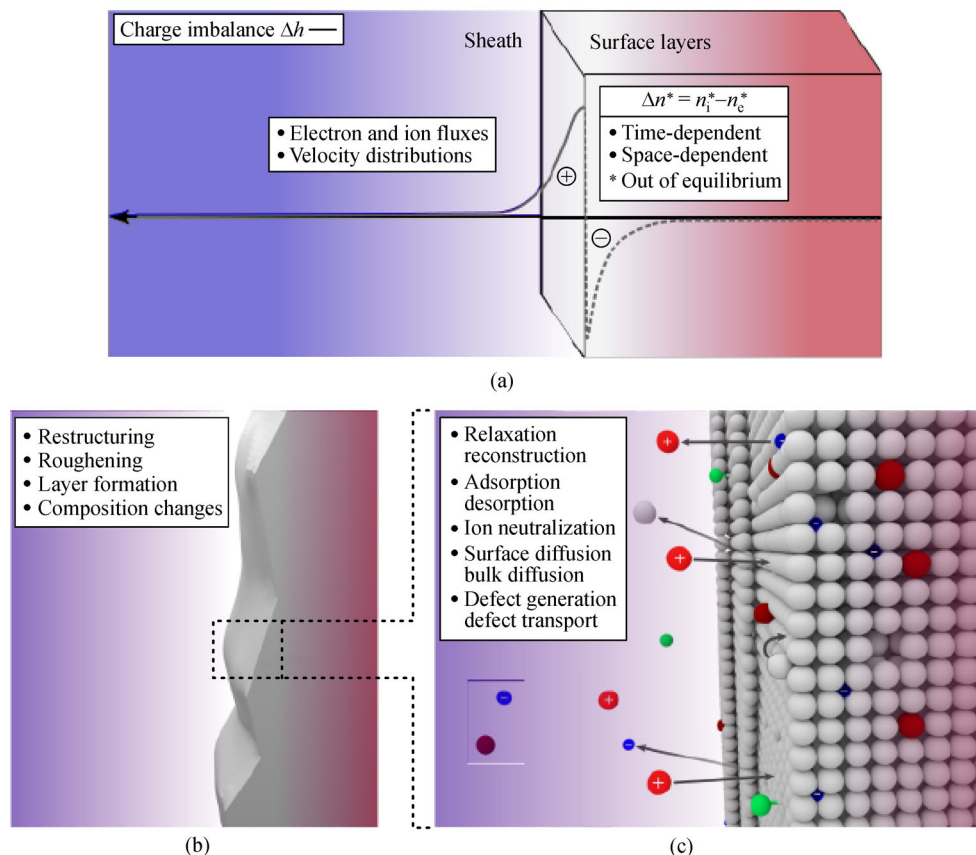 (a)
Charge imbalance Δh
Sheath
Surface layers
• Electron and ion fluxes
• Velocity distributions
Δn* = nᵢ*–nₑ*
• Time-dependent
• Space-dependent
* Out of equilibrium
+
−
(a)
• Restructuring
• Roughening
• Layer formation
• Composition changes
(b)
• Relaxation
reconstruction
• Adsorption
desorption
• Ion neutralization
• Surface diffusion
bulk diffusion
• Defect generation
defect transport
+
−
−
−
+
−
−
+
−
+
−
(c)